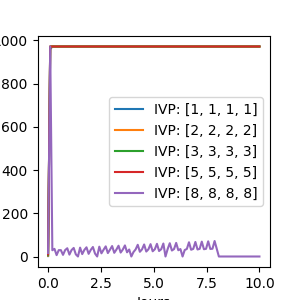 800
600
400
200
0
IVP: [1, 1, 1, 1]
IVP: [2, 2, 2, 2]
IVP: [3, 3, 3, 3]
IVP: [5, 5, 5, 5]
IVP: [8, 8, 8, 8]
0.0 2.5 5.0 7.5 10.0